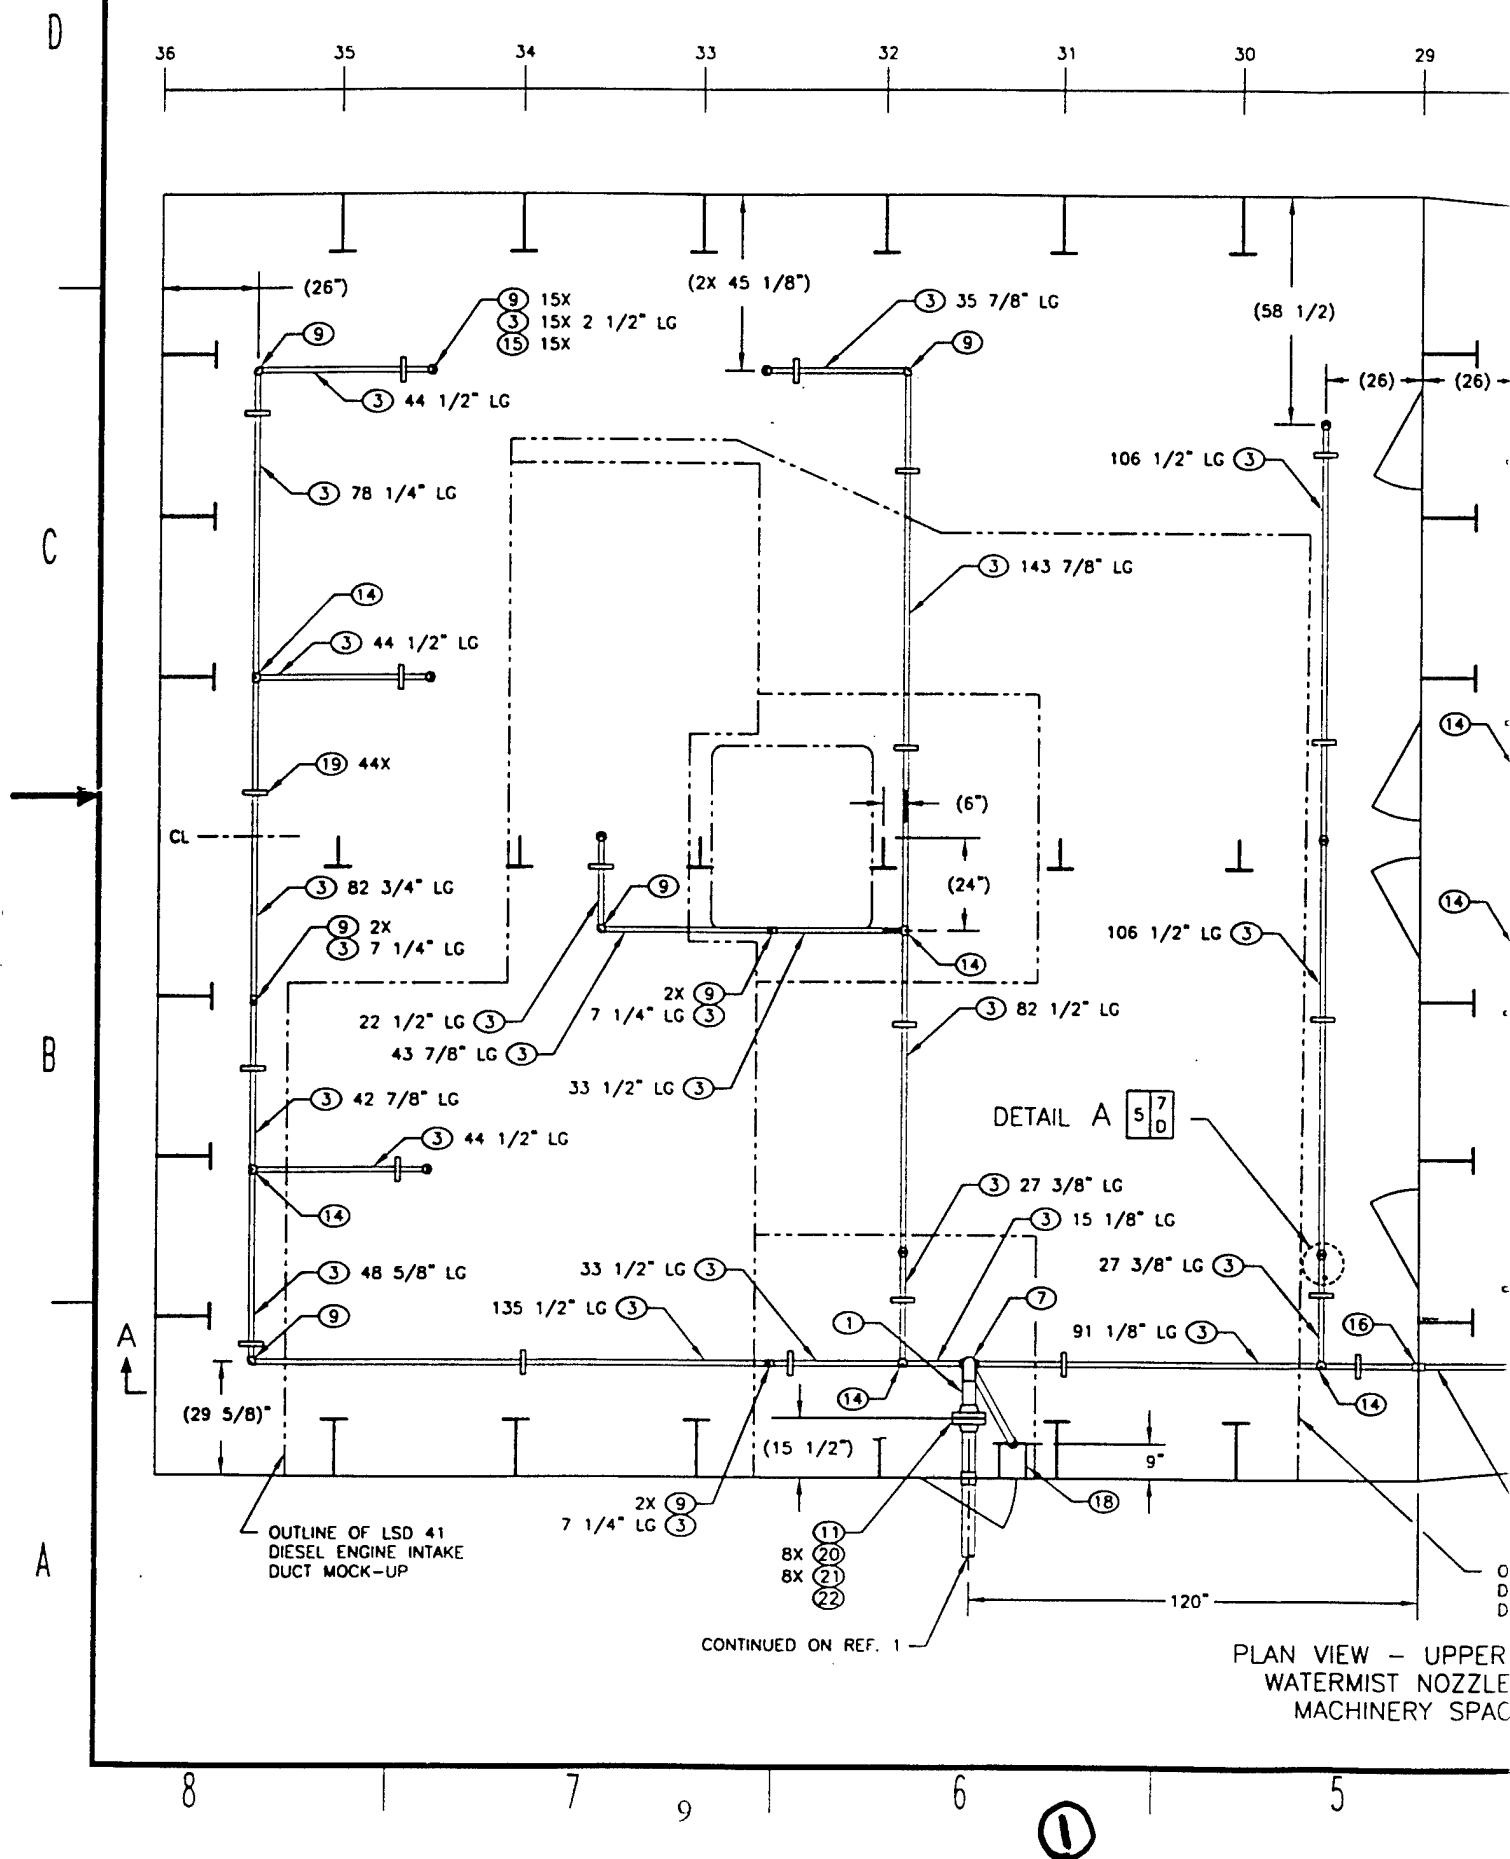 D
36 35 34 33 32 31 30 29
(26")
9 15X
3 15X 2 1/2" LG
15 15X
(2X 45 1/8")
3 35 7/8" LG
(58 1/2)
9
9
3 44 1/2" LG
(26) (26)
106 1/2" LG 3
3 78 1/4" LG
C
3 143 7/8" LG
14
3 44 1/2" LG
14
19 44X
(6")
CL
(24")
3 82 3/4" LG
9
14
9 2X
3 7 1/4" LG
106 1/2" LG 3
14
2X 9
7 1/4" LG 3
22 1/2" LG 3
3 82 1/2" LG
43 7/8" LG 3
B
33 1/2" LG 3
3 42 7/8" LG
DETAIL A 5 7 D
3 44 1/2" LG
3 27 3/8" LG
14
3 15 1/8" LG
3 48 5/8" LG
33 1/2" LG 3
27 3/8" LG 3
135 1/2" LG 3
7
9
1
91 1/8" LG 3
16
A
14
14
(29 5/8)"
(15 1/2")
9"
2X 9
7 1/4" LG 3
18
OUTLINE OF LSD 41
DIESEL ENGINE INTAKE
DUCT MOCK-UP
11
8X 20
8X 21
22
A
O
D
D
120"
CONTINUED ON REF. 1
PLAN VIEW - UPPER
WATERMIST NOZZLE
MACHINERY SPAC
8 7 6 5
9
1